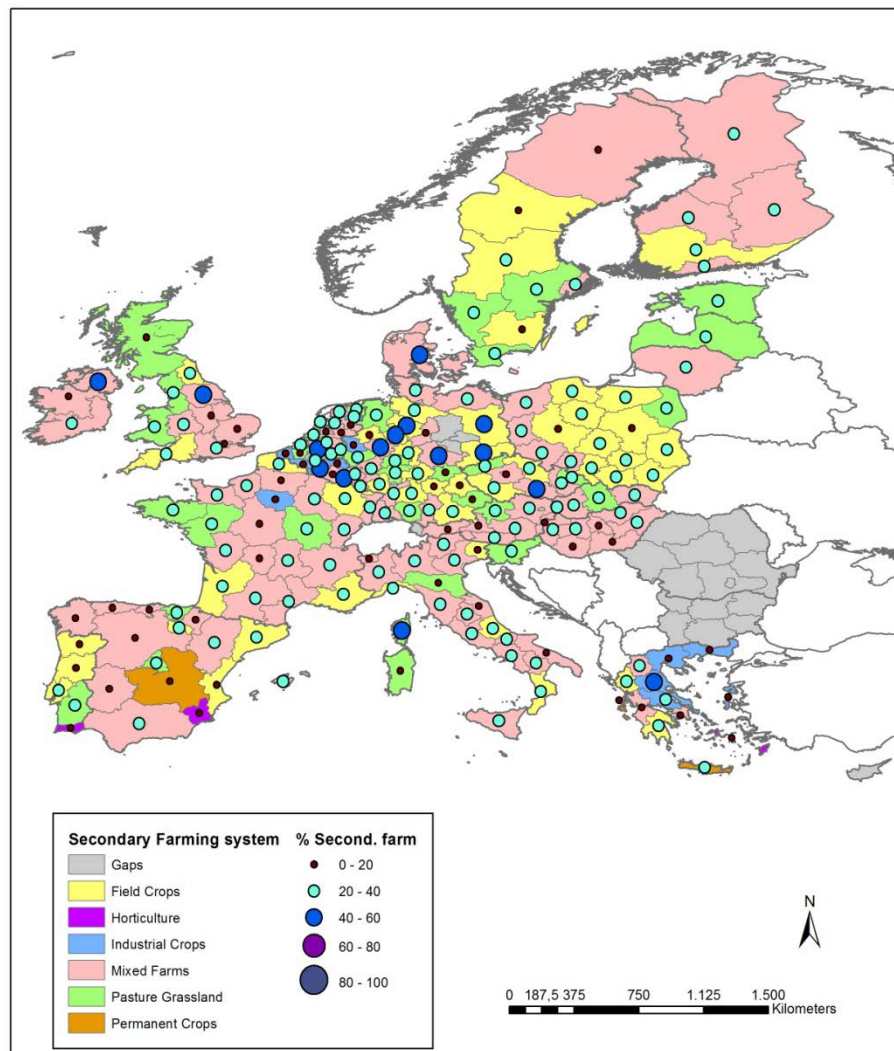 Secondary Farming system
Gaps
Field Crops
Horticulture
Industrial Crops
Mixed Farms
Pasture Grassland
Permanent Crops
% Second. farm
0 - 20
20 - 40
40 - 60
60 - 80
80 - 100
N
0 187,5 375 750 1.125 1.500
Kilometers